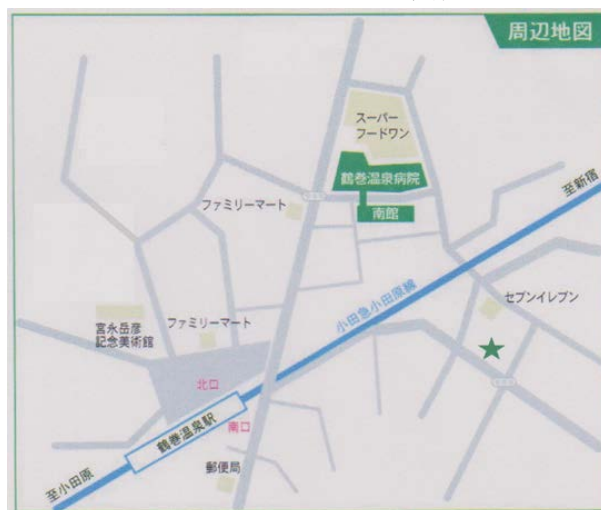 周辺地図
スーパー
フードワン
鶴巻温泉病院
南館
至新宿
ファミリーマート
小田急小田原線
セブンイレブン
宮永岳彦
記念美術館
ファミリーマート
北口
鶴巻温泉駅
南口
郵便局
至小田原